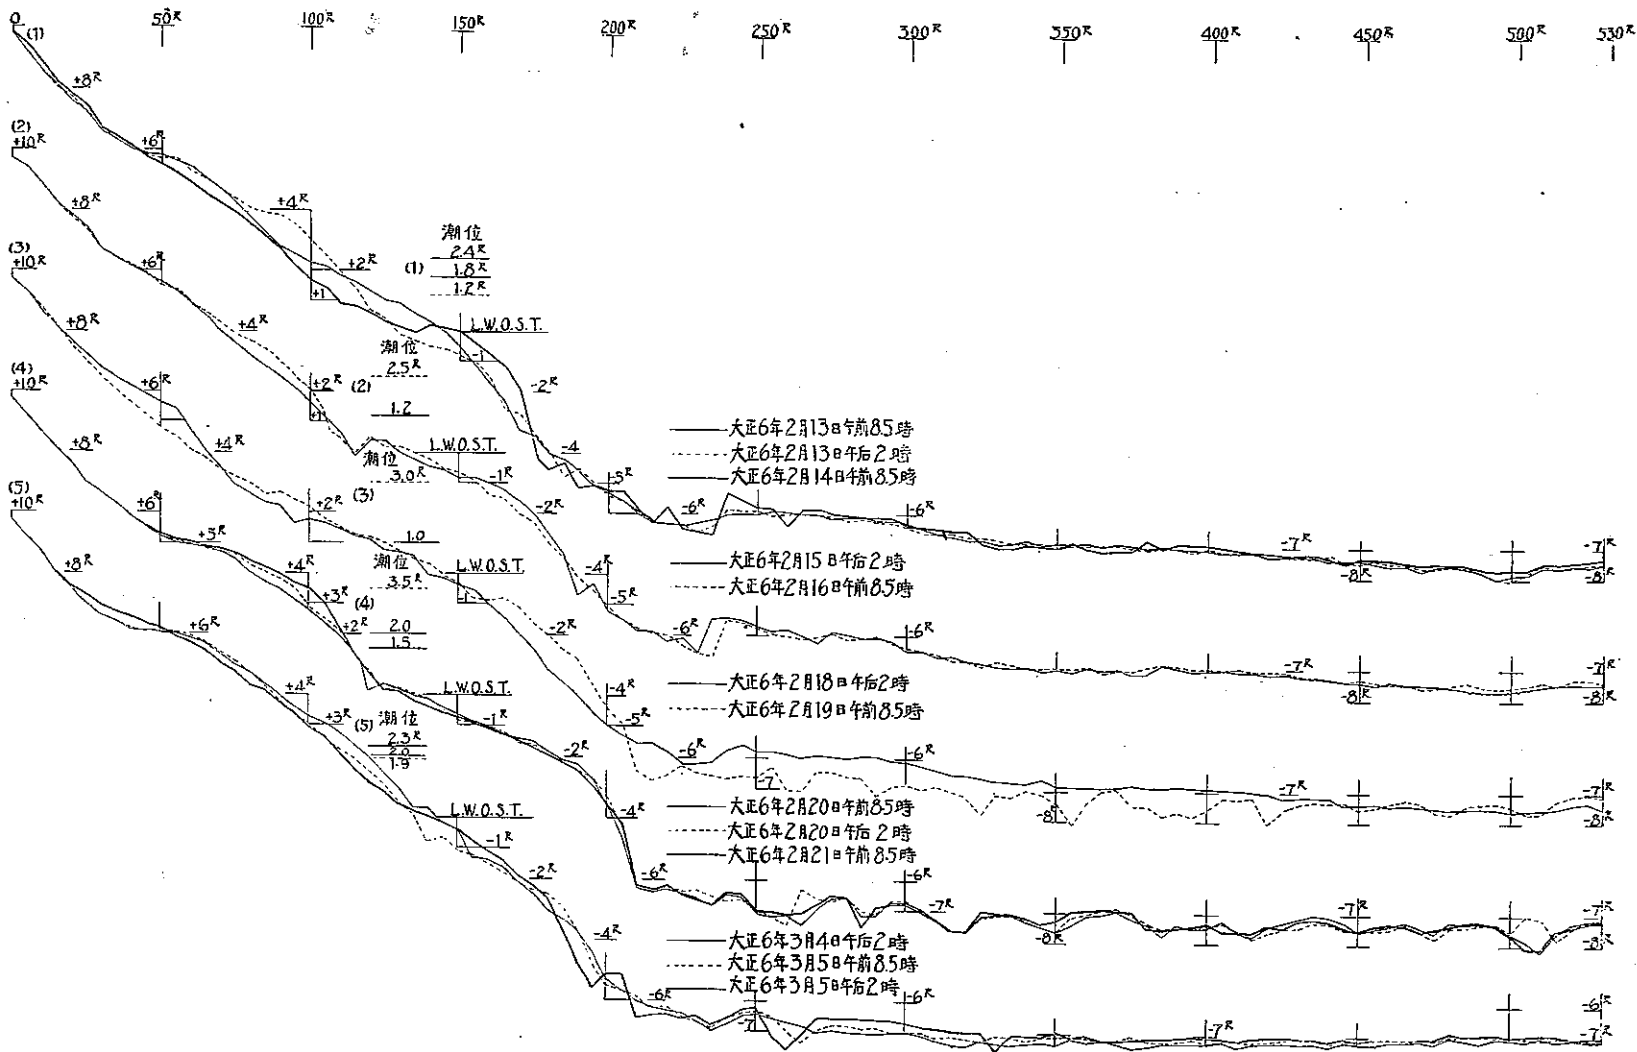 0 50ᴿ 100ᴿ 150ᴿ 200ᴿ 250ᴿ 300ᴿ 350ᴿ 400ᴿ 450ᴿ 500ᴿ 530ᴿ
(1)
+8ᴿ
+6ᴿ
+4ᴿ
+2ᴿ
+1
潮位
(1)
2.4ᴿ
1.8ᴿ
1.2ᴿ
L.W.O.S.T.
-1
-2ᴿ
-4
-5ᴿ
-6ᴿ
-6ᴿ
-7ᴿ
-8ᴿ
-7ᴿ
-8ᴿ
大正6年2月13日午前8.5時
大正6年2月13日午后2時
大正6年2月14日午前8.5時
(2)
+10ᴿ
+8ᴿ
+6ᴿ
+4ᴿ
+2ᴿ
+1
潮位
2.5ᴿ
(2)
1.2
L.W.O.S.T.
-1ᴿ
-2ᴿ
-4ᴿ
-5ᴿ
-6ᴿ
-6ᴿ
-7ᴿ
-8ᴿ
-7ᴿ
-8ᴿ
大正6年2月15日午后2時
大正6年2月16日午前8.5時
(3)
+10ᴿ
+8ᴿ
+6ᴿ
+4ᴿ
+2ᴿ
潮位
3.0ᴿ
(3)
1.0
L.W.O.S.T.
-1
-2ᴿ
-4ᴿ
-5ᴿ
-6ᴿ
-7
-6ᴿ
-8ᴿ
-7ᴿ
-7ᴿ
-8ᴿ
大正6年2月18日午后2時
大正6年2月19日午前8.5時
(4)
+10ᴿ
+8ᴿ
+6ᴿ
+3ᴿ
+4ᴿ
+3ᴿ
+2ᴿ
潮位
3.5ᴿ
(4)
2.0
1.5
L.W.O.S.T.
-1ᴿ
-2ᴿ
-4ᴿ
-6ᴿ
-6ᴿ
-7ᴿ
-8ᴿ
-7ᴿ
-7ᴿ
-8ᴿ
大正6年2月20日午前8.5時
大正6年2月20日午后2時
大正6年2月21日午前8.5時
(5)
+10ᴿ
+8ᴿ
+6ᴿ
+4ᴿ
+3ᴿ
潮位
(5)
2.3ᴿ
2.0
1.9
L.W.O.S.T.
-1ᴿ
-2ᴿ
-4ᴿ
-6ᴿ
-7
-6ᴿ
-7ᴿ
-6ᴿ
-7ᴿ
大正6年3月4日午后2時
大正6年3月5日午前8.5時
大正6年3月5日午后2時